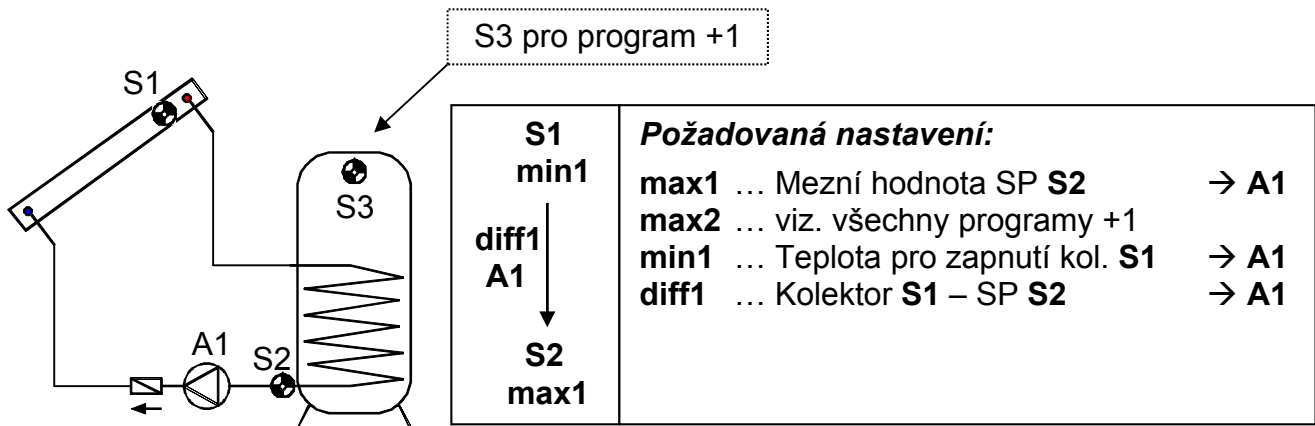 S3 pro program +1
S1
S3
A1
S2
S1
min1
diff1
A1
S2
max1
Požadovaná nastavení:
max1 … Mezní hodnota SP S2 → A1
max2 … viz. všechny programy +1
min1 … Teplota pro zapnutí kol. S1 → A1
diff1 … Kolektor S1 – SP S2 → A1